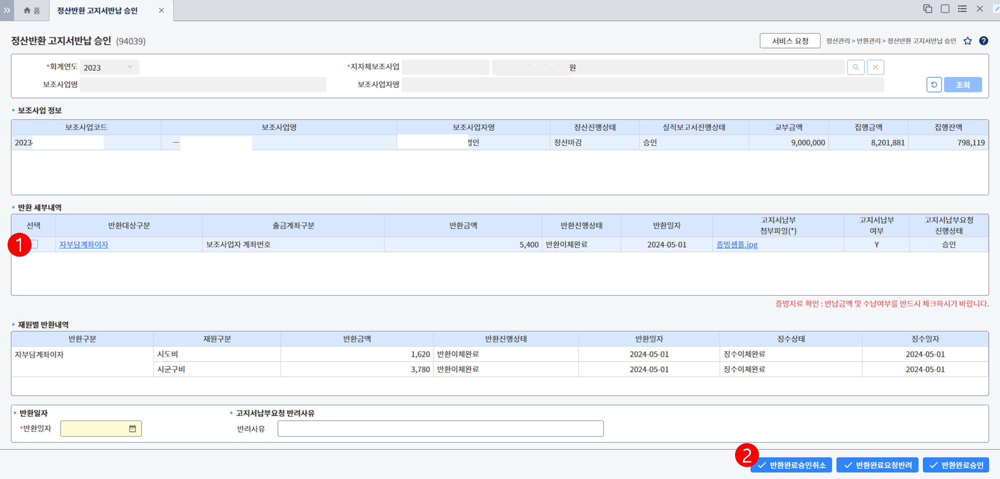 홈
정산반환 고지서반납 승인
정산반환 고지서반납 승인 (94039)
서비스 요청
정산관리 > 반환관리 > 정산반환 고지서반납 승인
*회계연도 2023
*지자체보조사업 원
보조사업명
보조사업자명
조회
보조사업 정보
보조사업코드 보조사업명 보조사업자명 정산진행상태 실적보고서진행상태 교부금액 집행금액 집행잔액
2023 법인 정산마감 승인 9,000,000 8,201,881 798,119
반환 세부내역
선택 반환대상구분 출금계좌구분 반환금액 반환진행상태 반환일자 고지서납부 첨부파일(*) 고지서납부 여부 고지서납부요청 진행상태
1 자부담계좌이자 보조사업자 계좌번호 5,400 반환이체완료 2024-05-01 증빙샘플.jpg Y 승인
증빙자료 확인 : 반납금액 및 수납여부를 반드시 체크하시기 바랍니다.
재원별 반환내역
반환구분 재원구분 반환금액 반환진행상태 반환일자 징수상태 징수일자
자부담계좌이자 시도비 1,620 반환이체완료 2024-05-01 징수이체완료 2024-05-01
시군구비 3,780 반환이체완료 2024-05-01 징수이체완료 2024-05-01
반환일자
고지서납부요청 반려사유
*반환일자
반려사유
2 반환완료승인취소 반환완료요청반려 반환완료승인